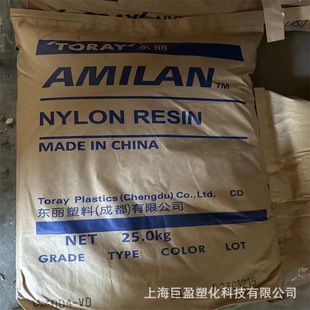 TORAY 东丽
AMILAN™
NYLON RESIN
MADE IN CHINA
Toray Plastics (Chengdu) Co., Ltd. CD
东丽塑料(成都)有限公司
NET 25.0kg
GRADE TYPE COLOR LOT
上海巨盈塑化科技有限公司